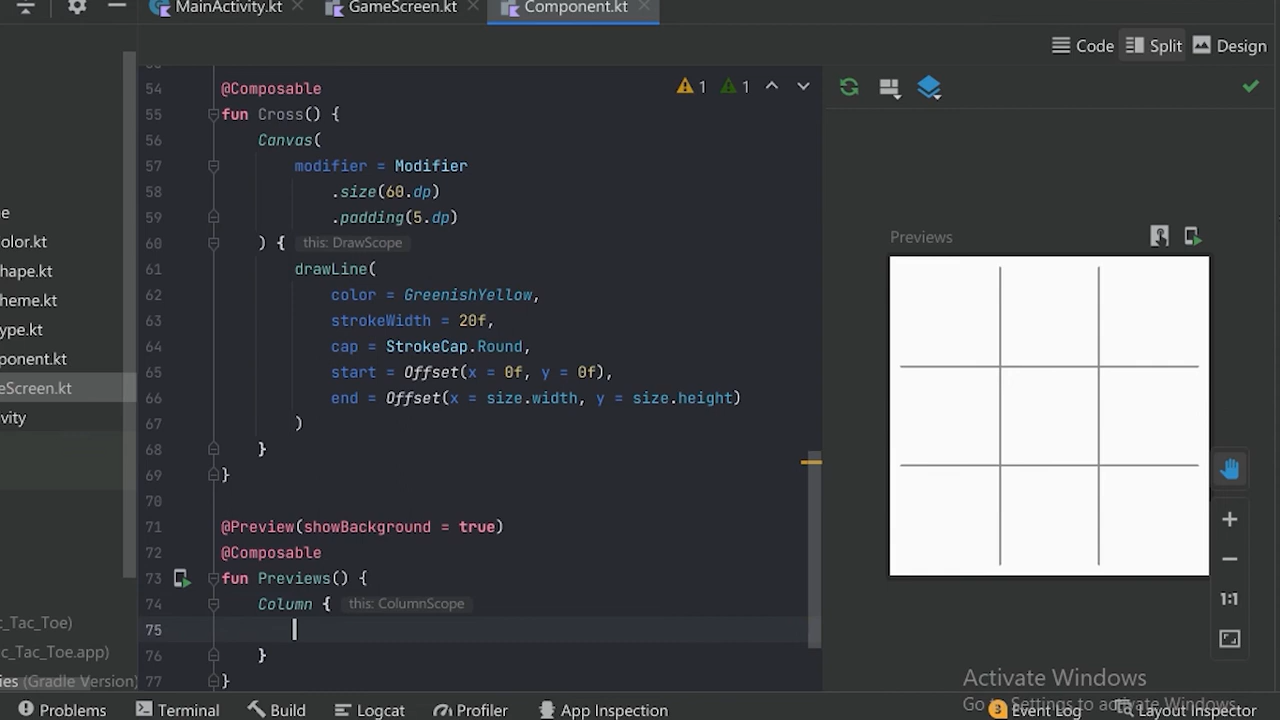 MainActivity.kt
GameScreen.kt
Component.kt
Code
Split
Design
54 @Composable
1
1
55 fun Cross() {
56 Canvas(
57 modifier = Modifier
58 .size(60.dp)
59 .padding(5.dp)
60 ) { this: DrawScope
61 drawLine(
62 color = GreenishYellow,
63 strokeWidth = 20f,
64 cap = StrokeCap.Round,
65 start = Offset(x = 0f, y = 0f),
66 end = Offset(x = size.width, y = size.height)
67 )
68 }
69 }
70
71 @Preview(showBackground = true)
72 @Composable
73 fun Previews() {
74 Column { this: ColumnScope
75
76 }
77 }
e
olor.kt
hape.kt
heme.kt
ype.kt
ponent.kt
eScreen.kt
ivity
c_Tac_Toe)
c_Tac_Toe.app)
ies (Gradle Version)
Previews
1:1
Activate Windows
Go to Settings to activate Windows.
Problems
Terminal
Build
Logcat
Profiler
App Inspection
3 Event Log
Layout Inspector